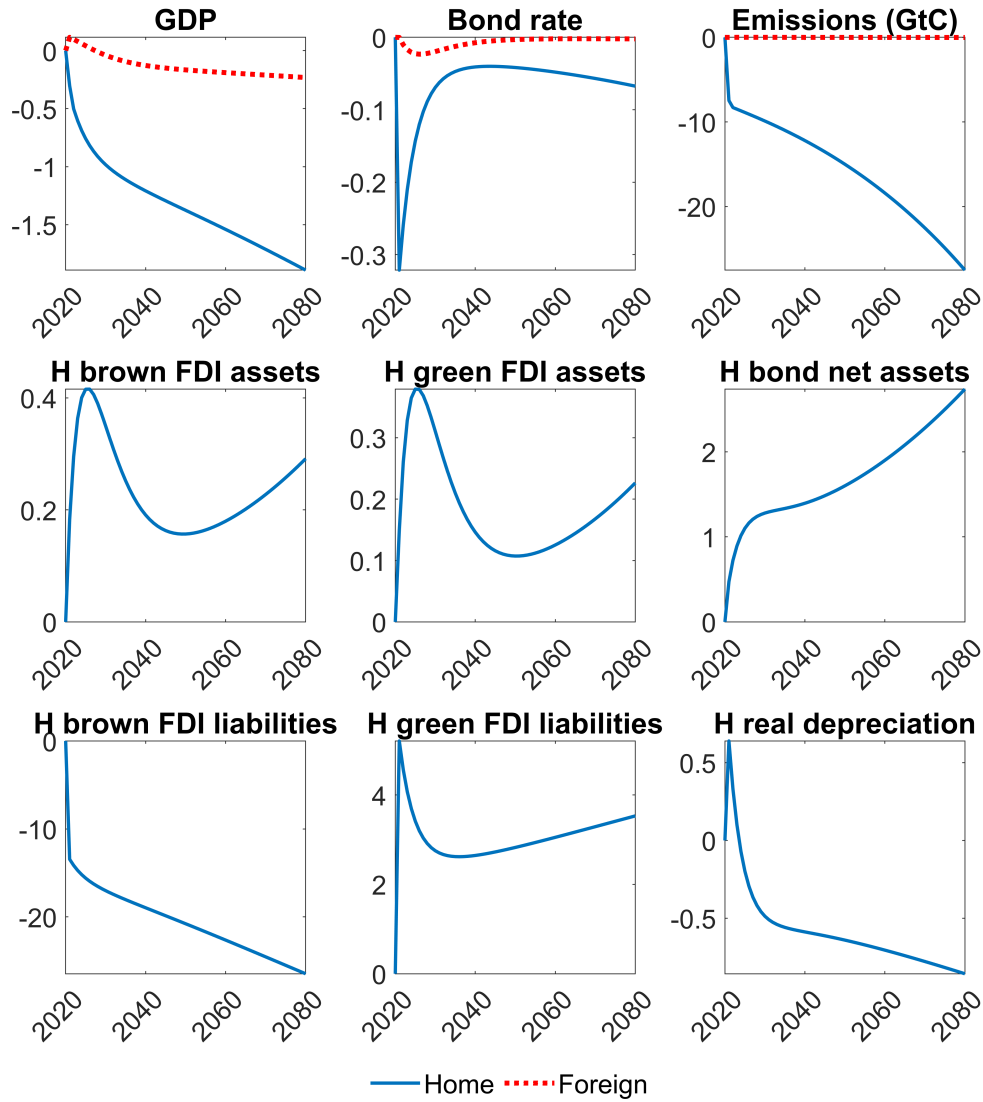 GDP
0
-0.5
-1
-1.5
2020 2040 2060 2080
Bond rate
0
-0.1
-0.2
-0.3
2020 2040 2060 2080
Emissions (GtC)
0
-10
-20
2020 2040 2060 2080
H brown FDI assets
0.4
0.2
0
2020 2040 2060 2080
H green FDI assets
0.3
0.2
0.1
0
2020 2040 2060 2080
H bond net assets
2
1
0
2020 2040 2060 2080
H brown FDI liabilities
0
-10
-20
2020 2040 2060 2080
H green FDI liabilities
4
2
0
2020 2040 2060 2080
H real depreciation
0.5
0
-0.5
2020 2040 2060 2080
Home Foreign